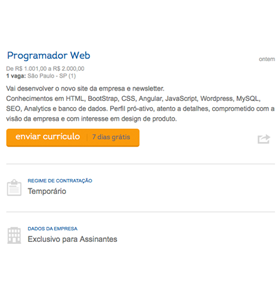 Programador Web
ontem
De R$ 1.001,00 a R$ 2.000,00
1 vaga: São Paulo - SP (1)
Vai desenvolver o novo site da empresa e newsletter.
Conhecimentos em HTML, BootStrap, CSS, Angular, JavaScript, Wordpress, MySQL,
SEO, Analytics e banco de dados. Perfil pró-ativo, atento a detalhes, comprometido com a
visão da empresa e com interesse em design de produto.
enviar currículo 7 dias grátis
REGIME DE CONTRATAÇÃO
Temporário
DADOS DA EMPRESA
Exclusivo para Assinantes